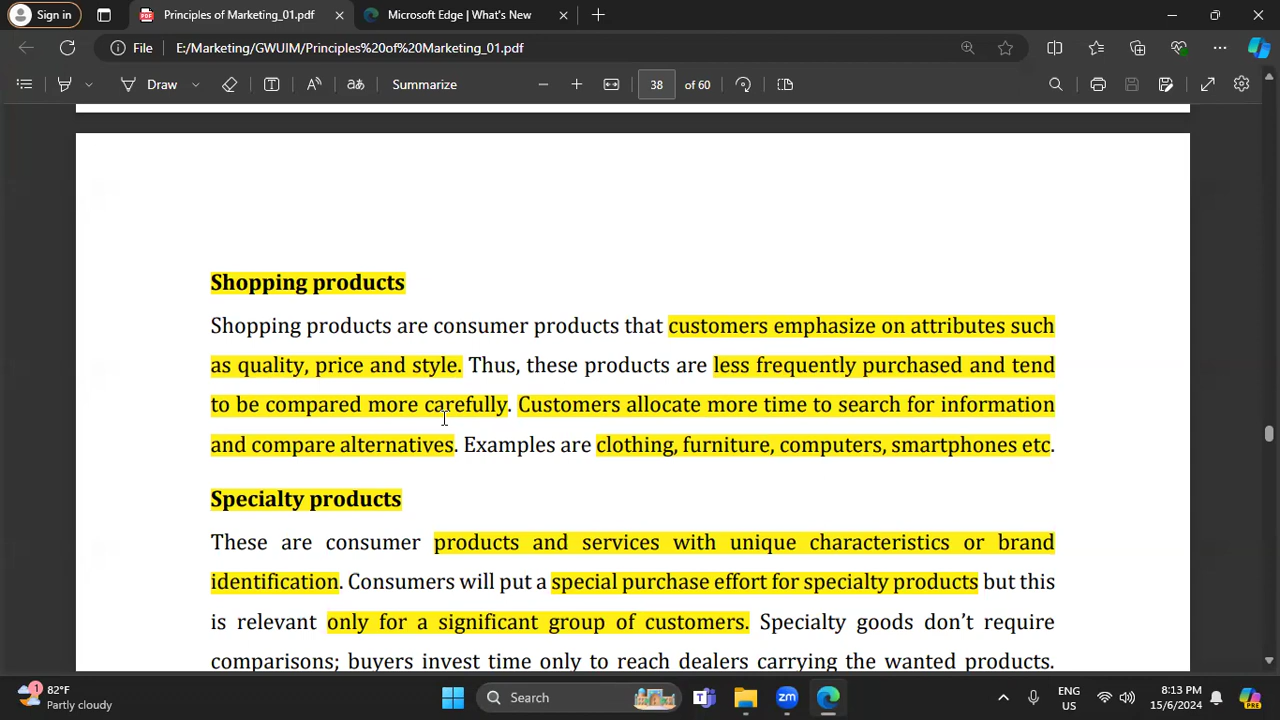 Sign in
Principles of Marketing_01.pdf
Microsoft Edge | What's New
File
E:/Marketing/GWUIM/Principles%20of%20Marketing_01.pdf
Draw
Summarize
38
of 60
Shopping products
Shopping products are consumer products that customers emphasize on attributes such
as quality, price and style. Thus, these products are less frequently purchased and tend
to be compared more carefully. Customers allocate more time to search for information
and compare alternatives. Examples are clothing, furniture, computers, smartphones etc.
Specialty products
These are consumer products and services with unique characteristics or brand
identification. Consumers will put a special purchase effort for specialty products but this
is relevant only for a significant group of customers. Specialty goods don't require
comparisons; buyers invest time only to reach dealers carrying the wanted products.
1
82°F
Partly cloudy
Search
zm
ENG
US
8:13 PM
15/6/2024
PRE